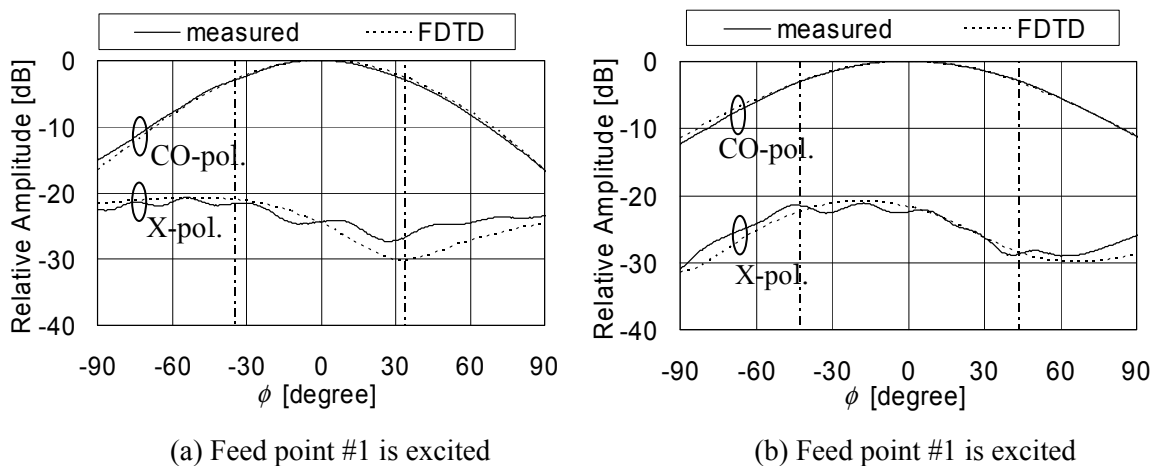 measured FDTD
Relative Amplitude [dB]
0
-10
-20
-30
-40
CO-pol.
X-pol.
-90 -60 -30 0 30 60 90
ϕ [degree]
(a) Feed point #1 is excited
measured FDTD
Relative Amplitude [dB]
0
-10
-20
-30
-40
CO-pol.
X-pol.
-90 -60 -30 0 30 60 90
ϕ [degree]
(b) Feed point #1 is excited